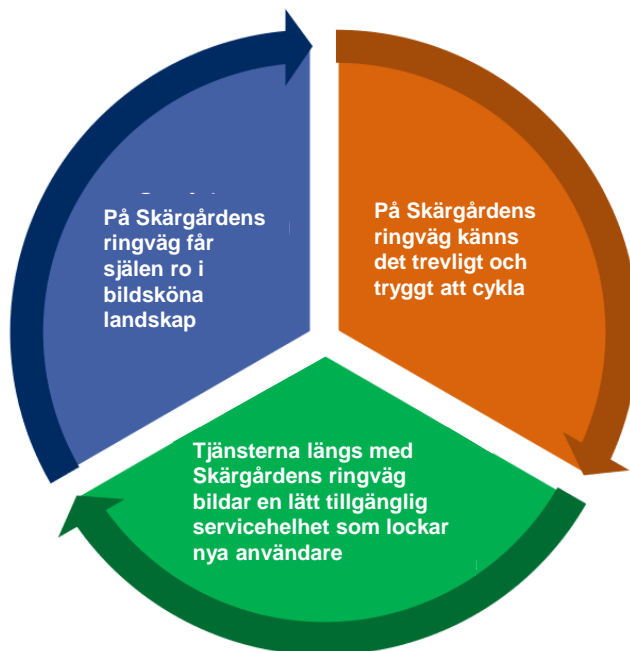 På Skärgårdens
ringväg får
själen ro i
bildsköna
landskap
På Skärgårdens
ringväg känns
det trevligt och
tryggt att cykla
Tjänsterna längs med
Skärgårdens ringväg
bildar en lätt tillgänglig
servicehelhet som lockar
nya användare